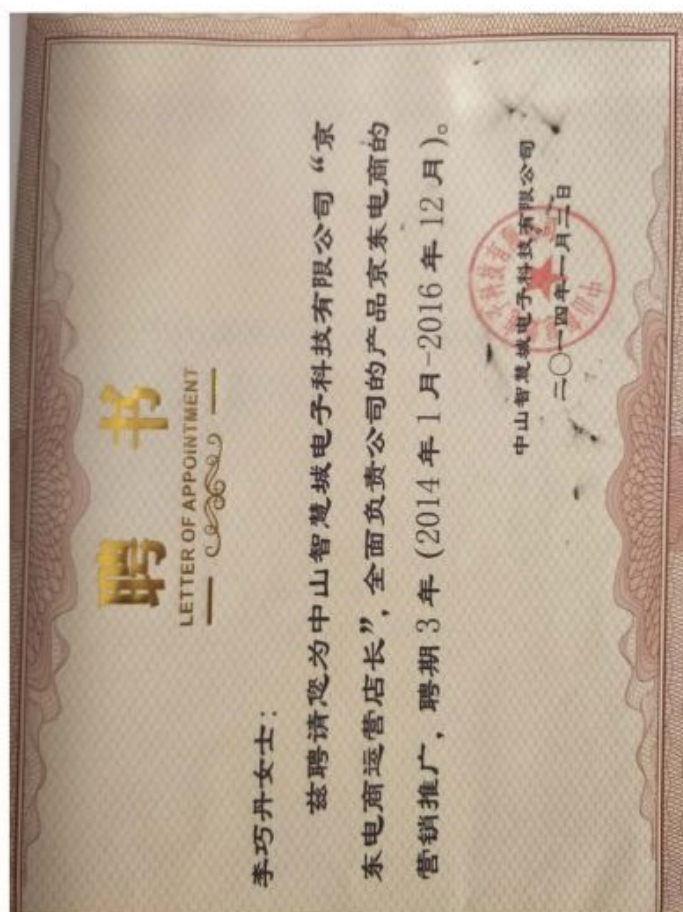 聘 书
LETTER OF APPOINTMENT
李巧丹女士：
兹聘请您为中山智慧城电子科技有限公司“京
东电商运营店长”，全面负责公司的产品京东电商的
营销推广，聘期 3 年 (2014 年 1 月-2016 年 12 月)。
中山智慧城电子科技有限公司
二〇一四年一月二日